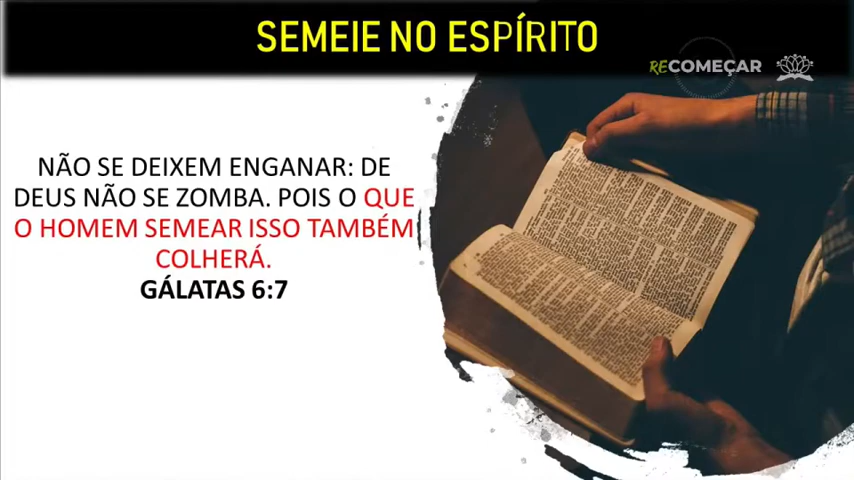 SEMEIE NO ESPÍRITO
RECOMEÇAR
NÃO SE DEIXEM ENGANAR: DE
DEUS NÃO SE ZOMBA. POIS O QUE
O HOMEM SEMEAR ISSO TAMBÉM
COLHERÁ.
GÁLATAS 6:7